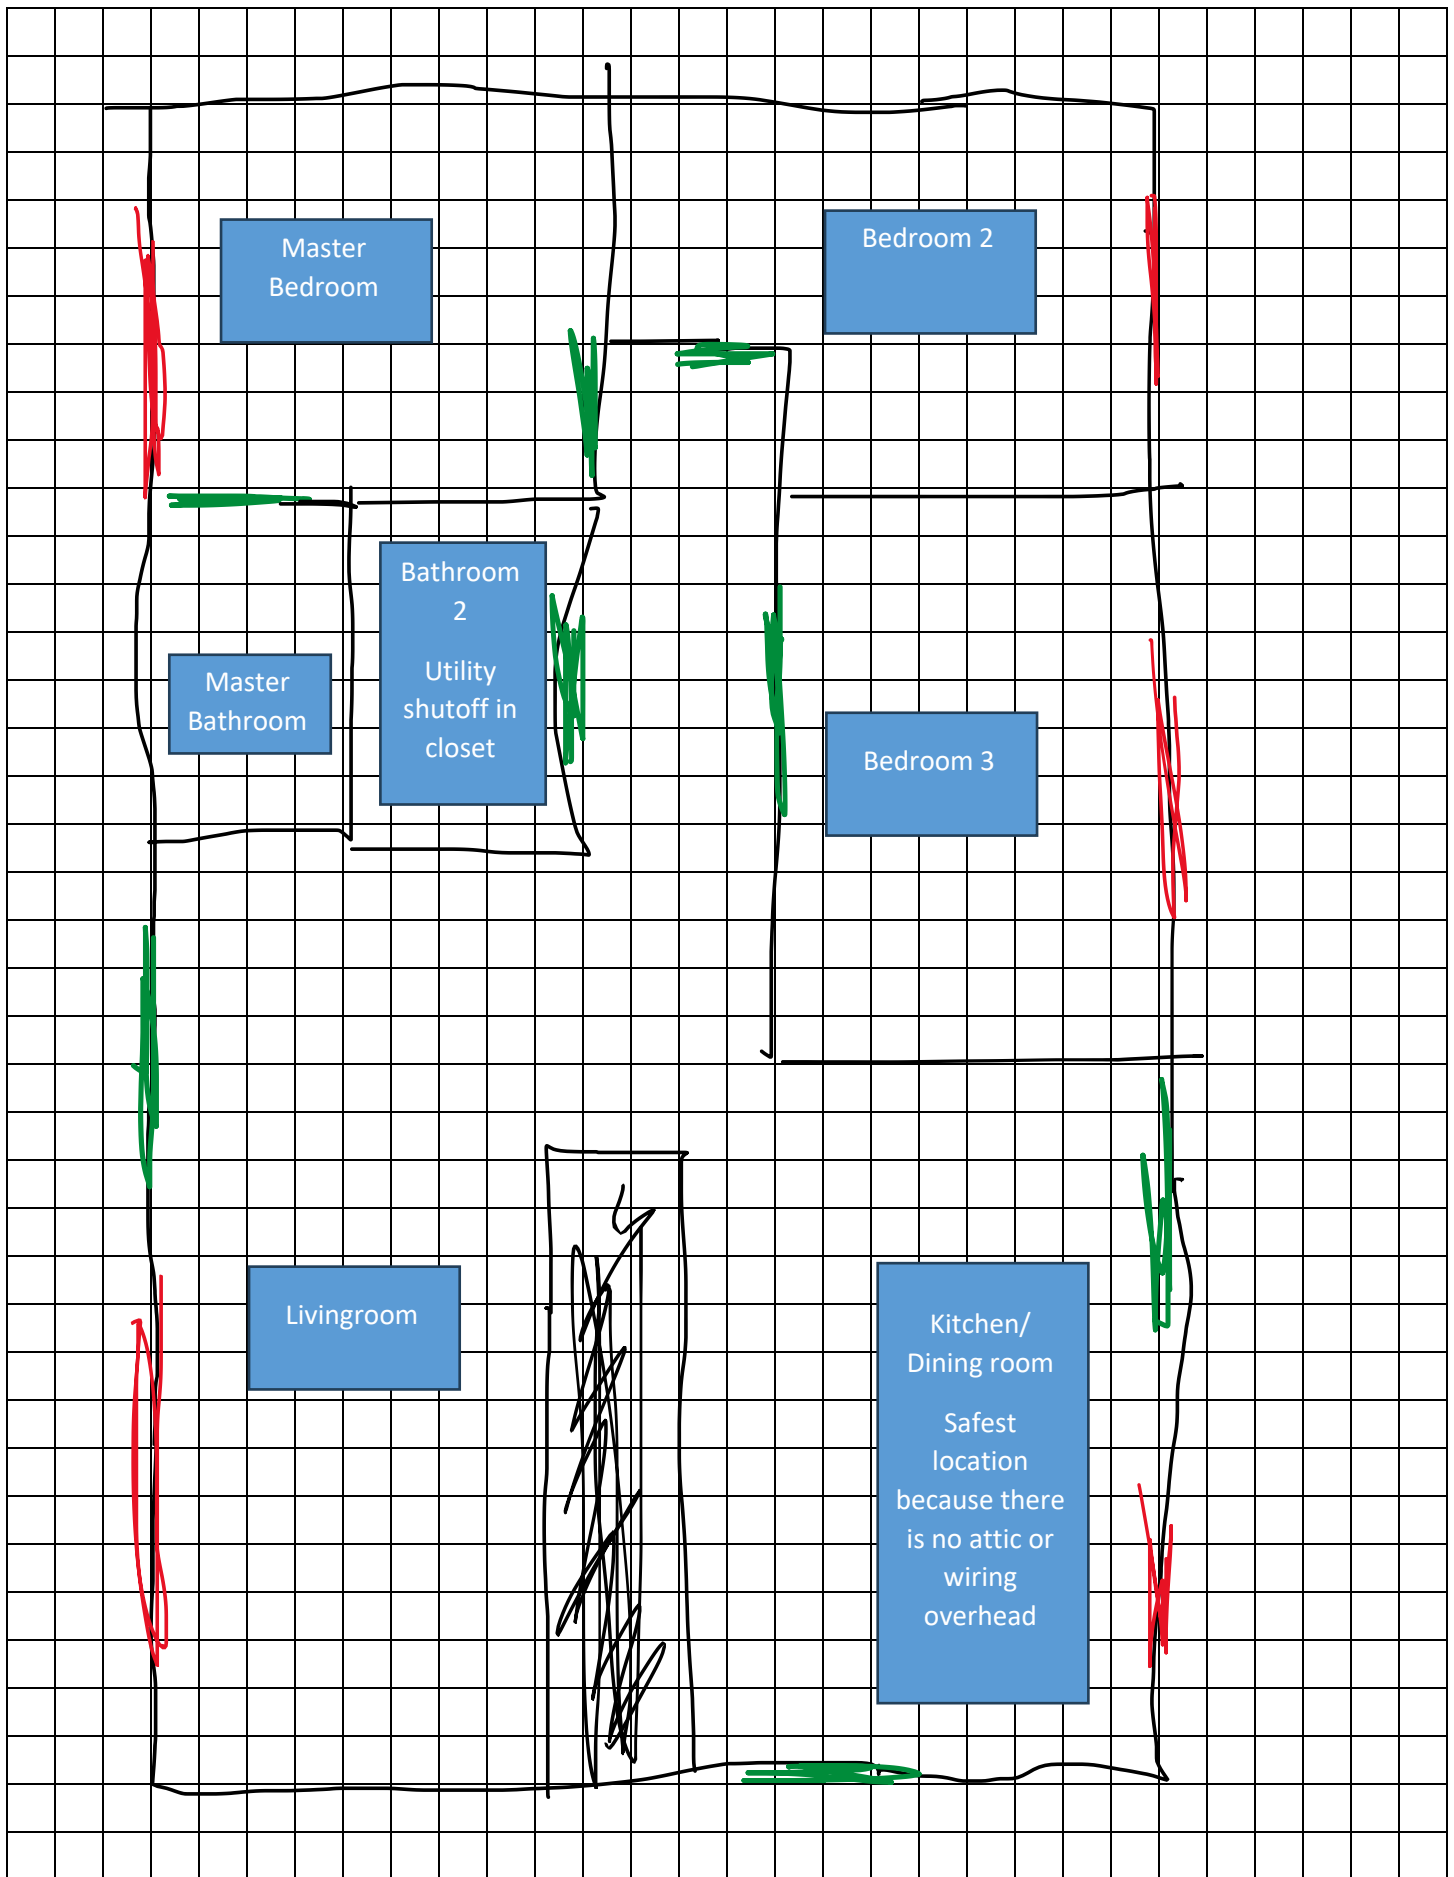 Master
Bedroom
Bedroom 2
Bathroom
2
Utility
shutoff in
closet
Master
Bathroom
Bedroom 3
Livingroom
Kitchen/
Dining room
Safest
location
because there
is no attic or
wiring
overhead